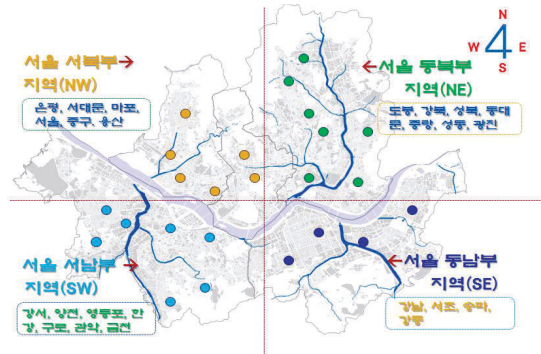 N
W 4 E
S
서울 서북부→
지역(NW)
은평, 서대문, 마포,
서울, 중구, 용산
←서울 동북부
지역(NE)
도봉, 강북, 성북, 동대
문, 중랑, 성동, 광진
서울 서남부→
지역(SW)
강서, 양천, 영등포, 한
강, 구로, 관악, 금천
←서울 동남부
지역(SE)
강남, 서초, 송파,
강동